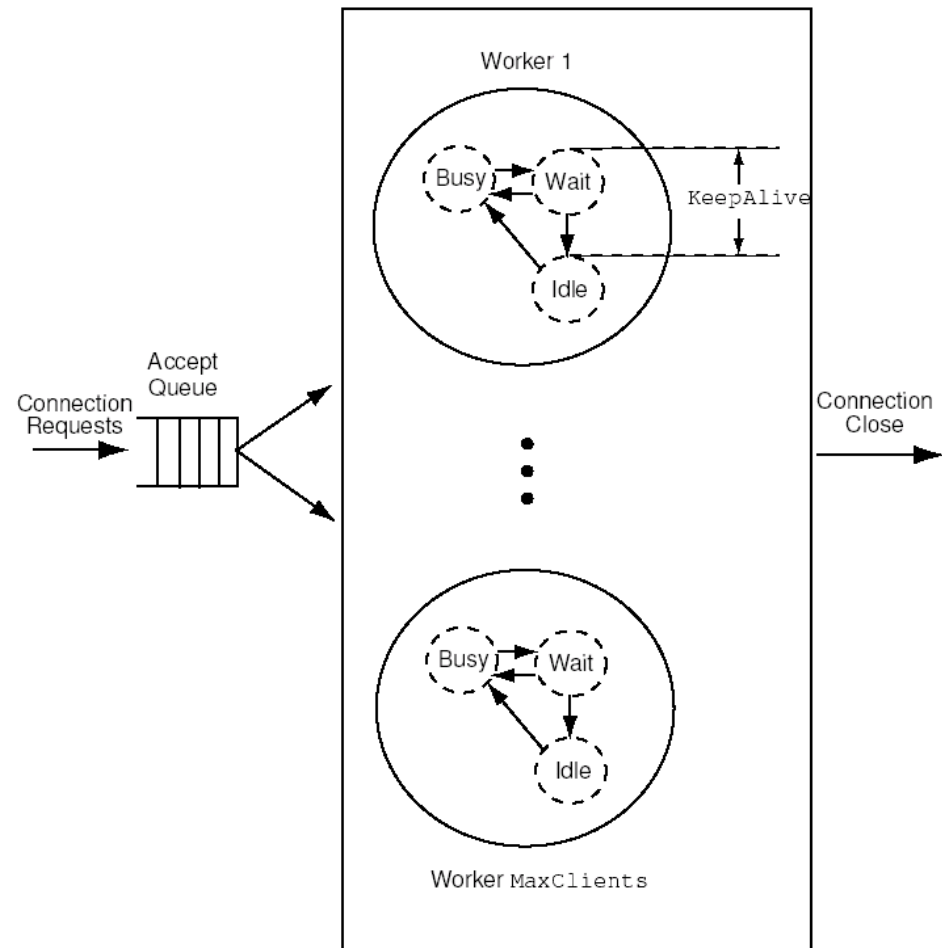 Worker 1
Busy
Wait
KeepAlive
Idle
Accept
Queue
Connection
Requests
Connection
Close
Busy
Wait
Idle
Worker MaxClients